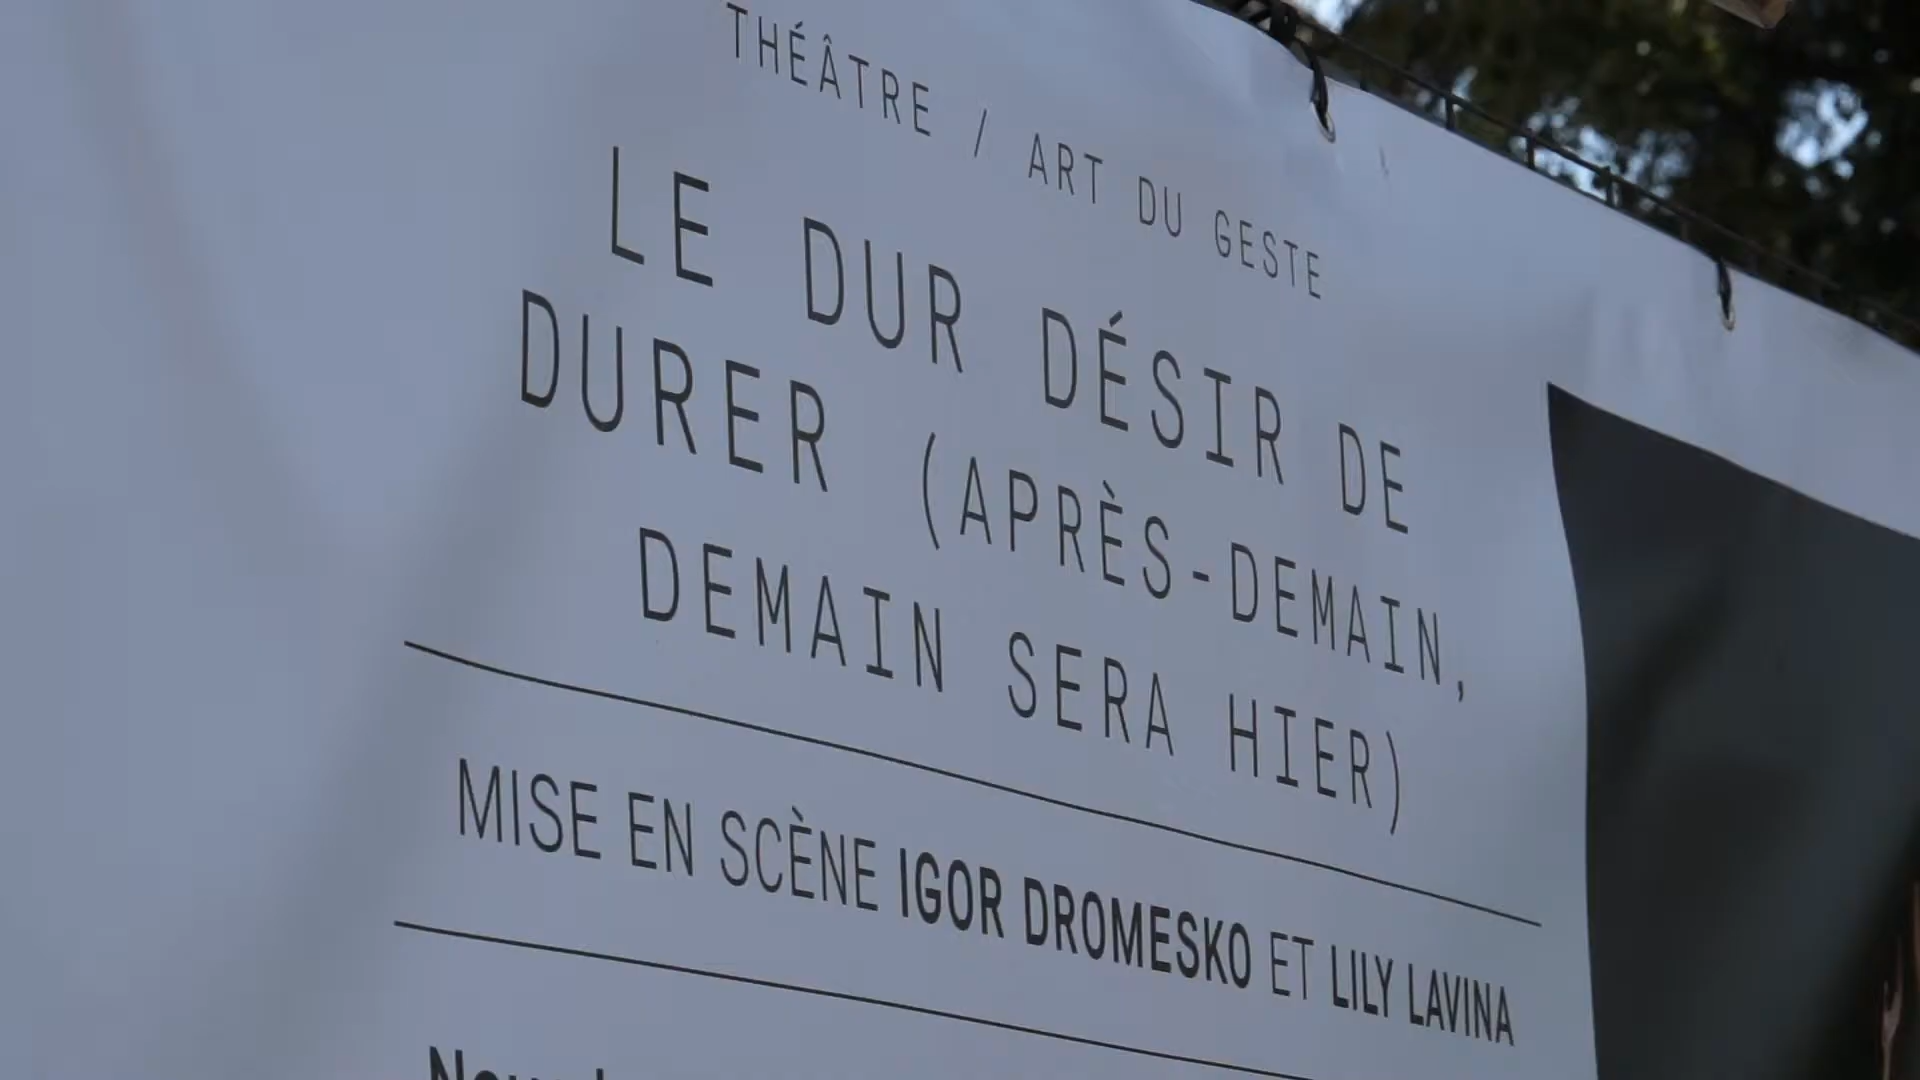 THÉÂTRE / ART DU GESTE
LE DUR DÉSIR DE
DURER (APRÈS-DEMAIN,
DEMAIN SERA HIER)
MISE EN SCÈNE IGOR DROMESKO ET LILY LAVINA